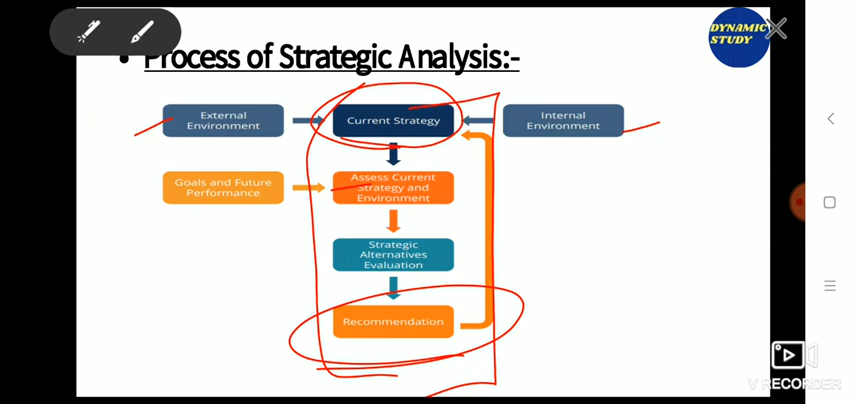 DYNAMIC
STUDY
• Process of Strategic Analysis:-
External
Environment
Current Strategy
Internal
Environment
Goals and Future
Performance
Assess Current
Strategy and
Environment
Strategic
Alternatives
Evaluation
Recommendation
V RECORDER